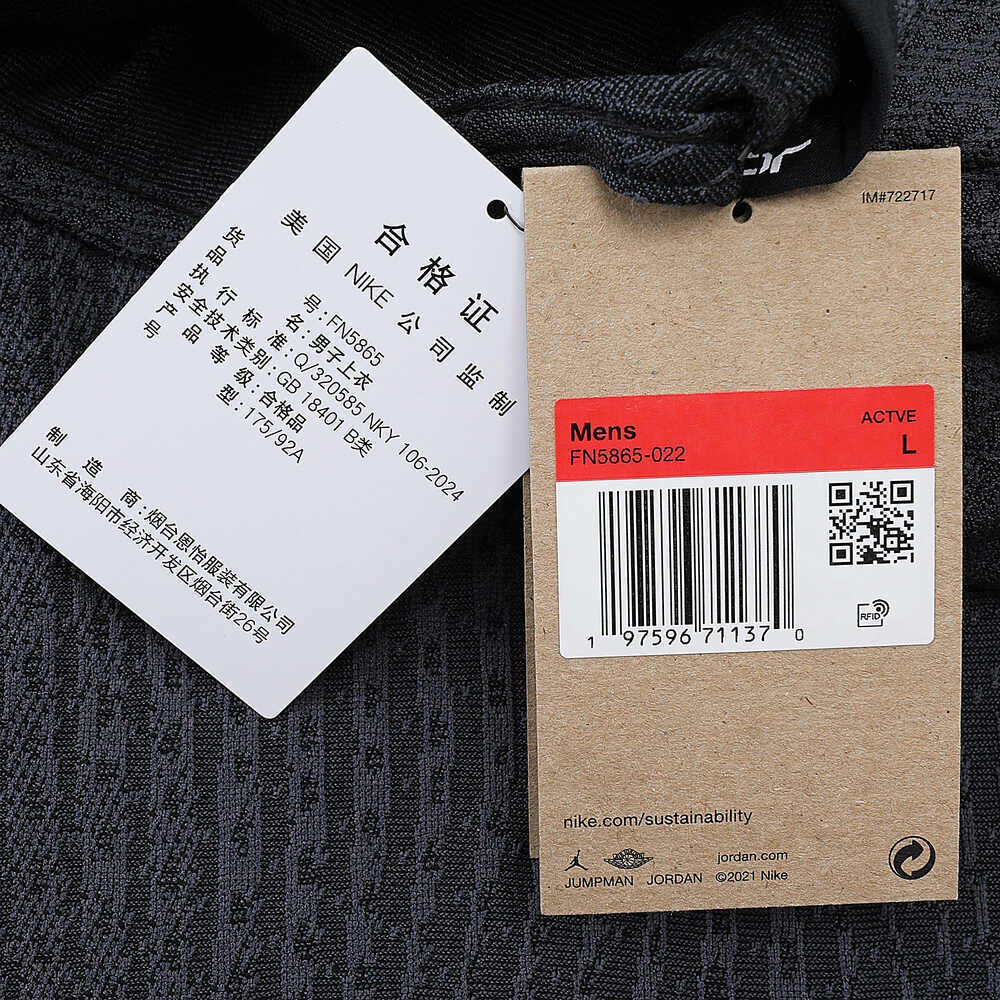 合格证
美国 NIKE 公司监制
货号:FN5865
品名:男子上衣
执行标准:Q/320585 NKY 106-2024
安全技术类别:GB 18401 B类
产品等级:合格品
号型:175/92A
制造商:烟台恩怡服装有限公司
山东省海阳市经济开发区烟台街26号
IM#722717
Mens
FN5865-022
ACTVE
L
1 97596 71137 0
RFID
nike.com/sustainability
JUMPMAN JORDAN
jordan.com
©2021 Nike